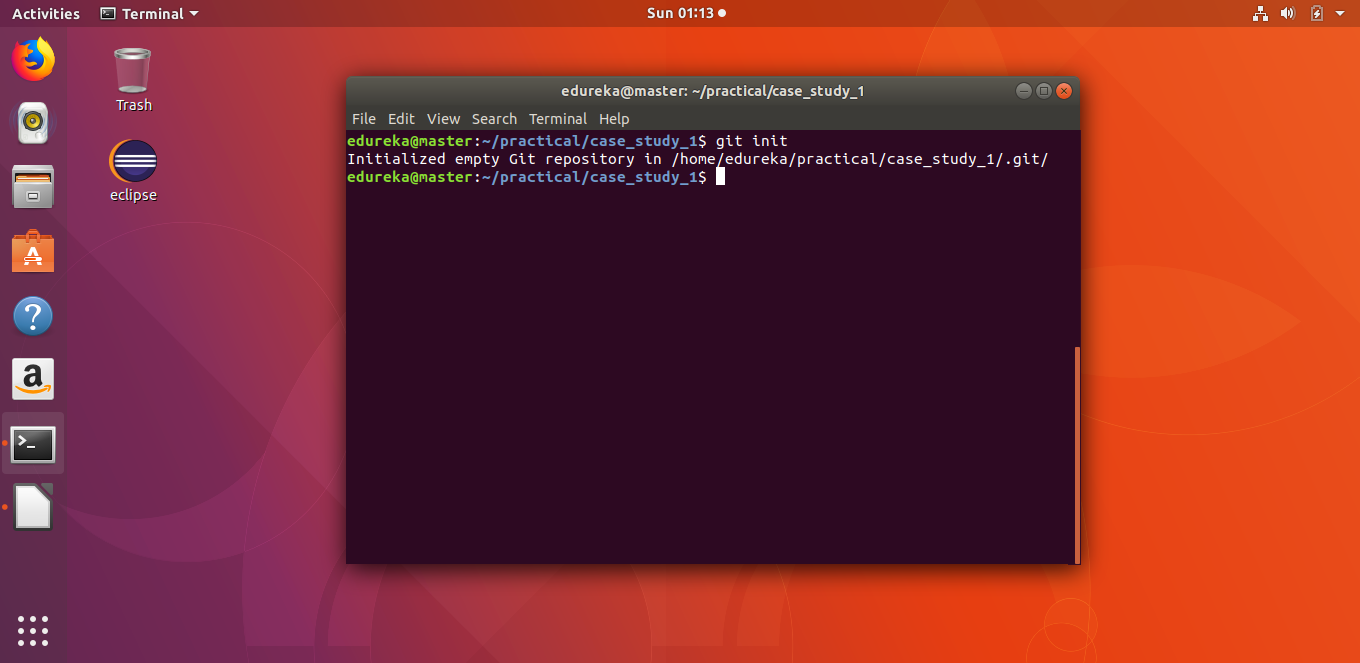 Activities Terminal Sun 01:13
Trash
eclipse
edureka@master: ~/practical/case_study_1
File Edit View Search Terminal Help
edureka@master:~/practical/case_study_1$ git init
Initialized empty Git repository in /home/edureka/practical/case_study_1/.git/
edureka@master:~/practical/case_study_1$